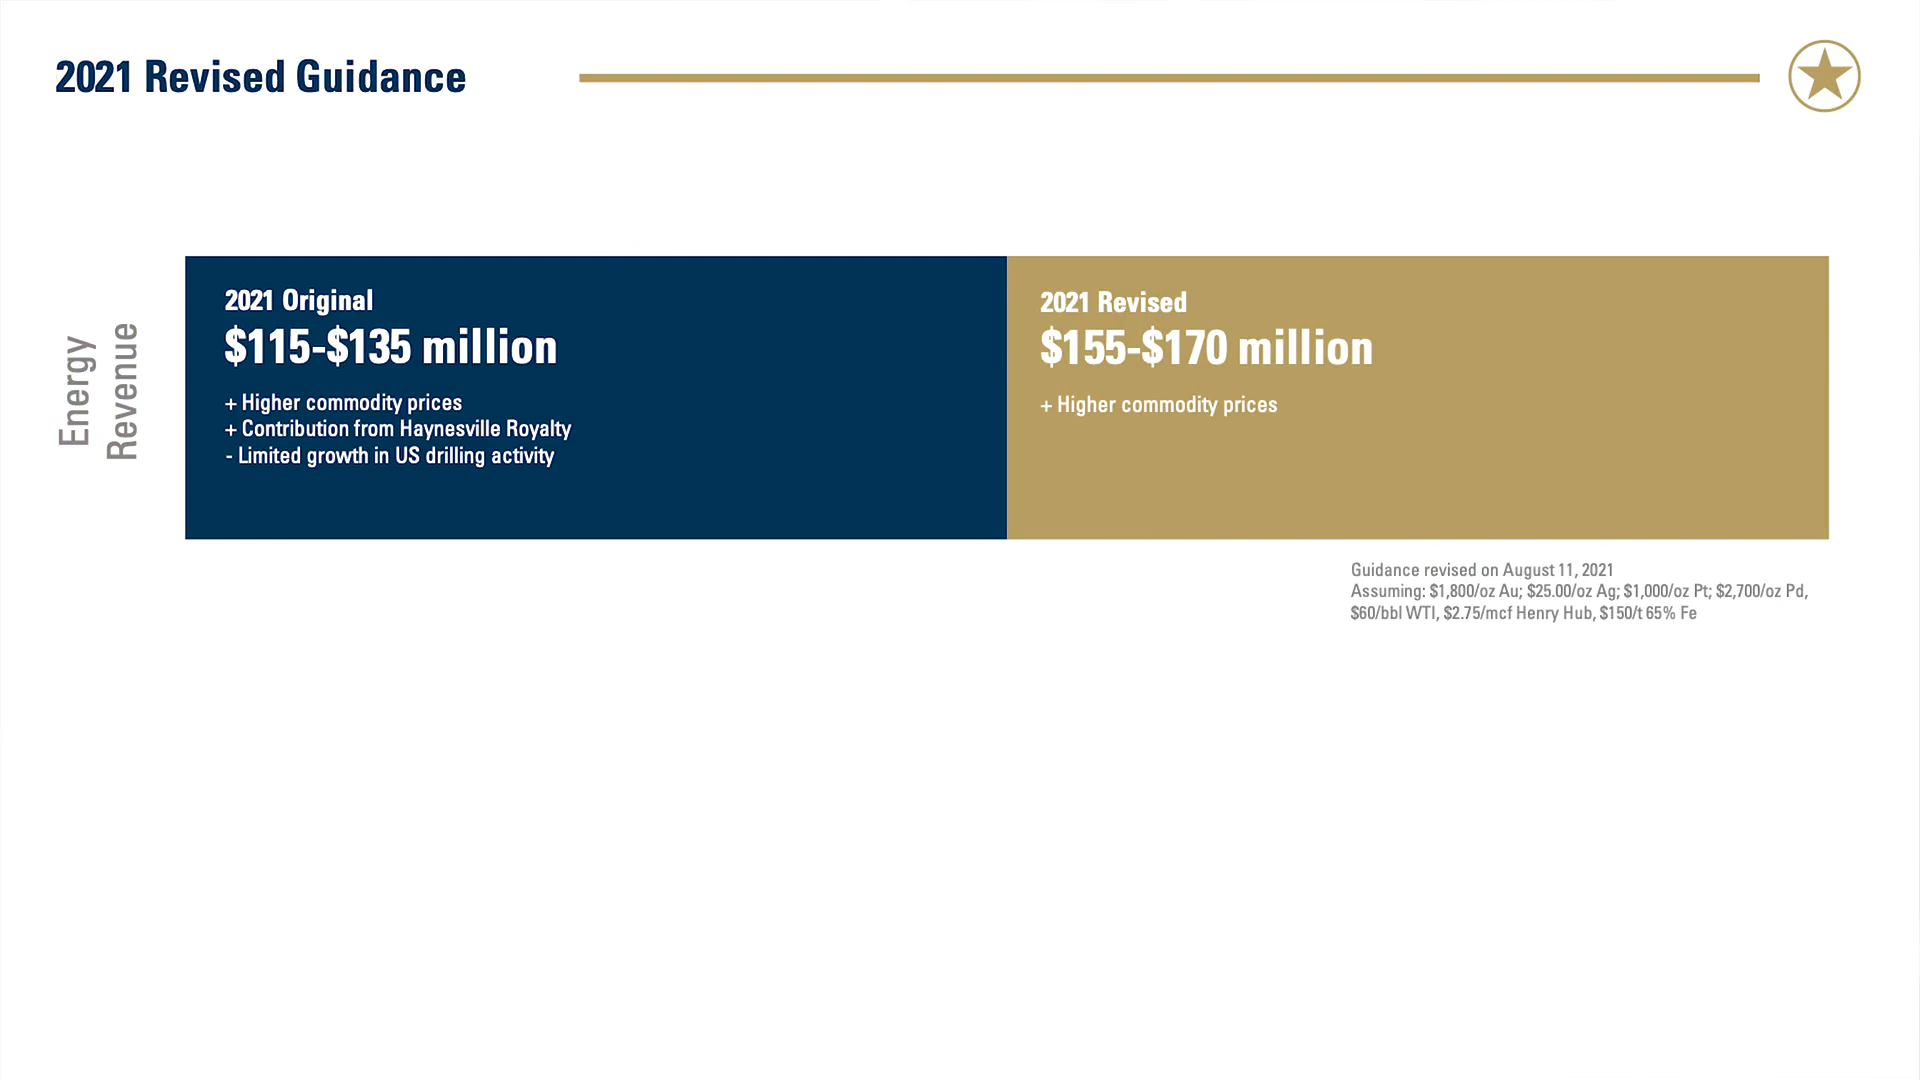 2021 Revised Guidance
Energy
Revenue
2021 Original
$115-$135 million
+ Higher commodity prices
+ Contribution from Haynesville Royalty
- Limited growth in US drilling activity
2021 Revised
$155-$170 million
+ Higher commodity prices
Guidance revised on August 11, 2021
Assuming: $1,800/oz Au; $25.00/oz Ag; $1,000/oz Pt; $2,700/oz Pd,
$60/bbl WTI, $2.75/mcf Henry Hub, $150/t 65% Fe